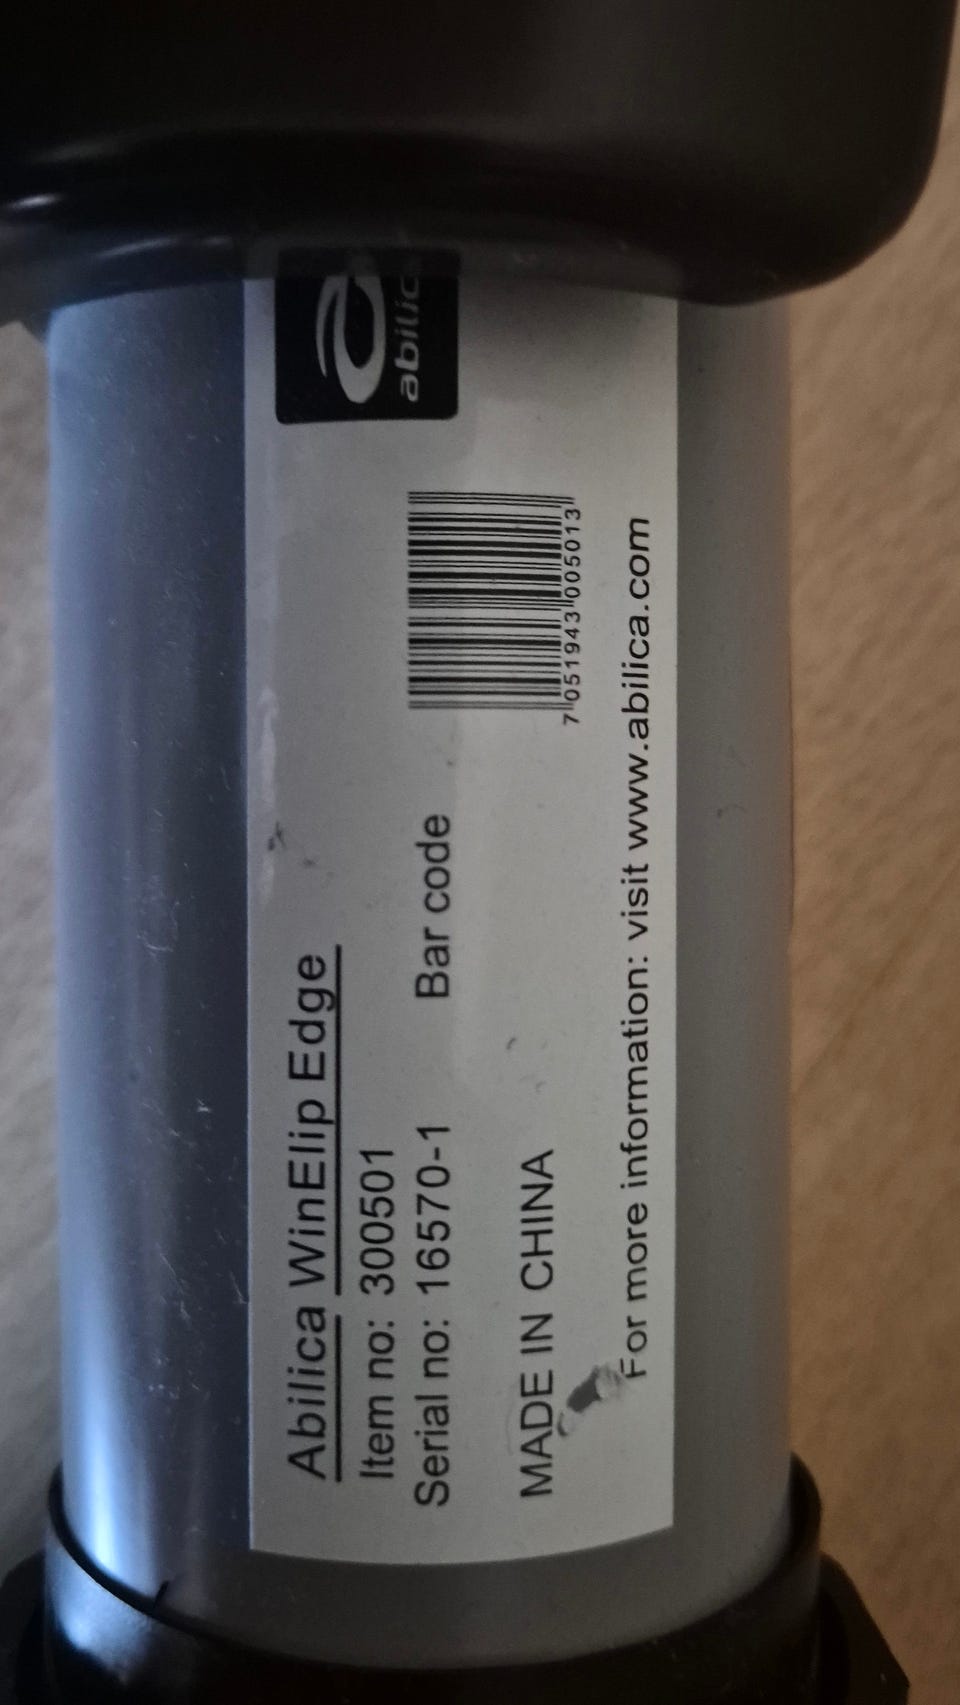 abilica
Abilica WinElip Edge
Item no: 300501
Serial no: 16570-1
Bar code
7 051943 005013
MADE IN CHINA
For more information: visit www.abilica.com